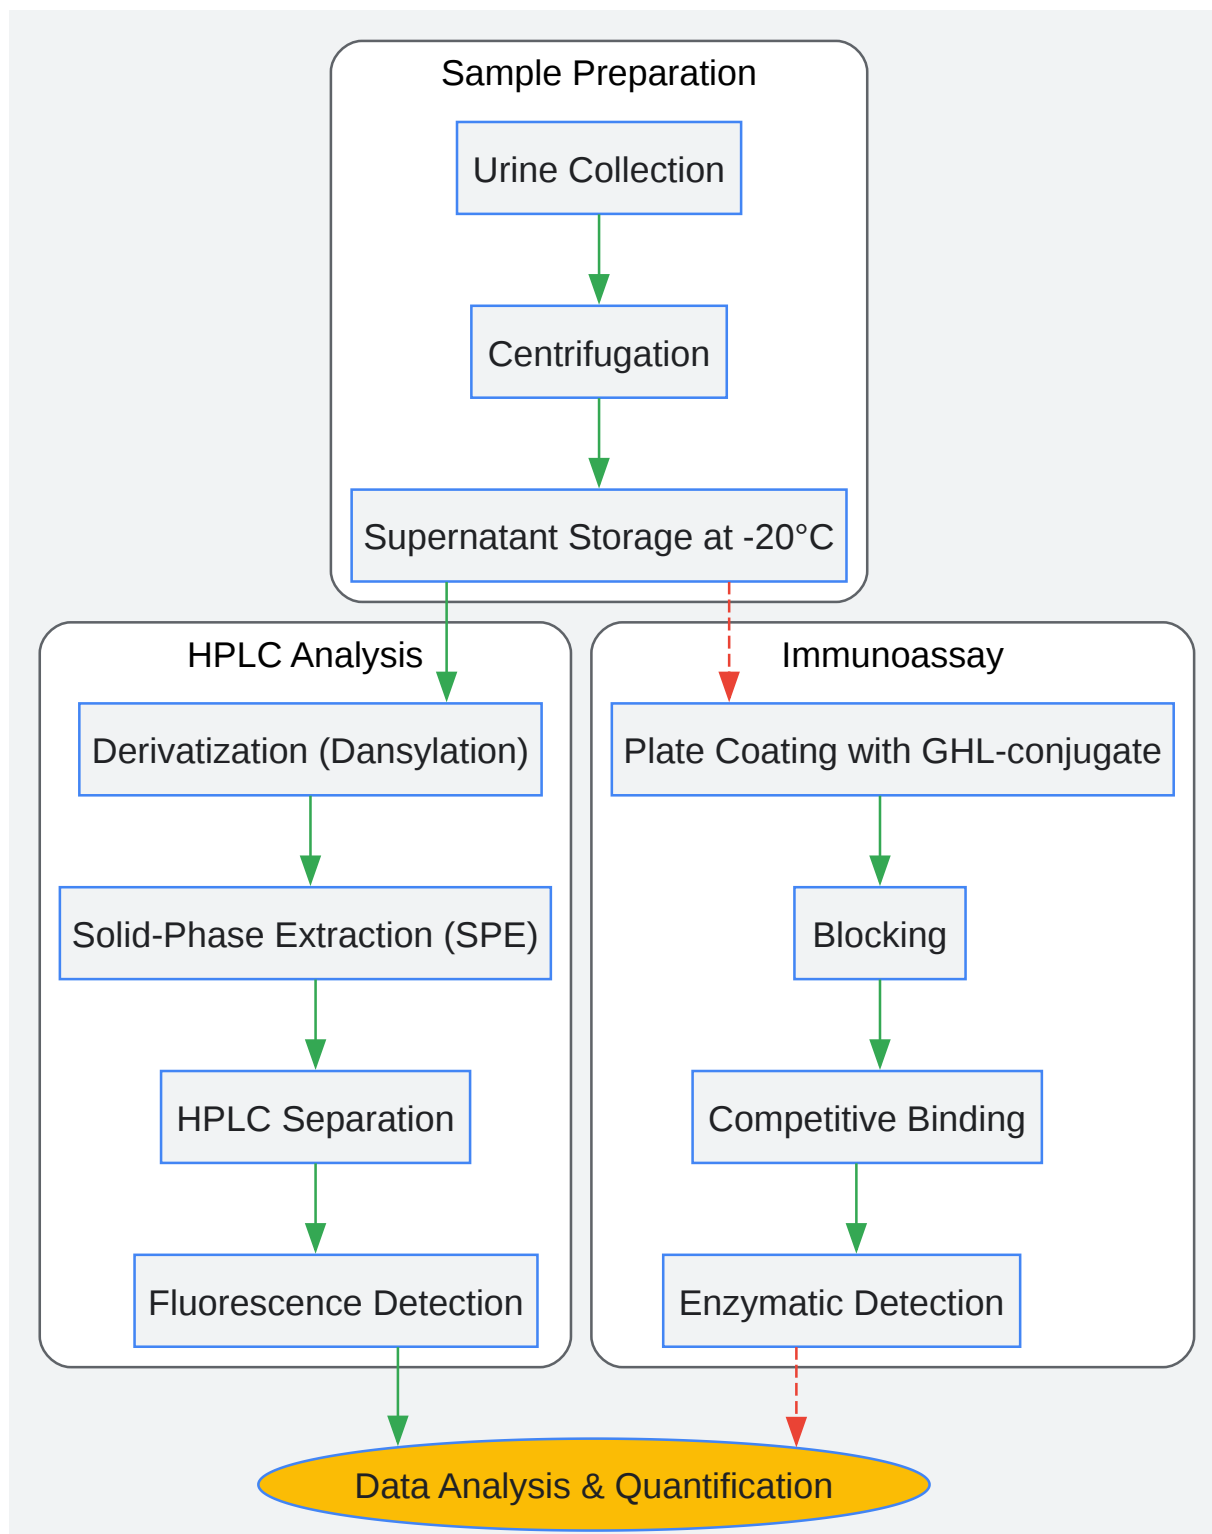 Sample Preparation
Urine Collection
Centrifugation
Supernatant Storage at -20°C
HPLC Analysis
Derivatization (Dansylation)
Solid-Phase Extraction (SPE)
HPLC Separation
Fluorescence Detection
Immunoassay
Plate Coating with GHL-conjugate
Blocking
Competitive Binding
Enzymatic Detection
Data Analysis & Quantification